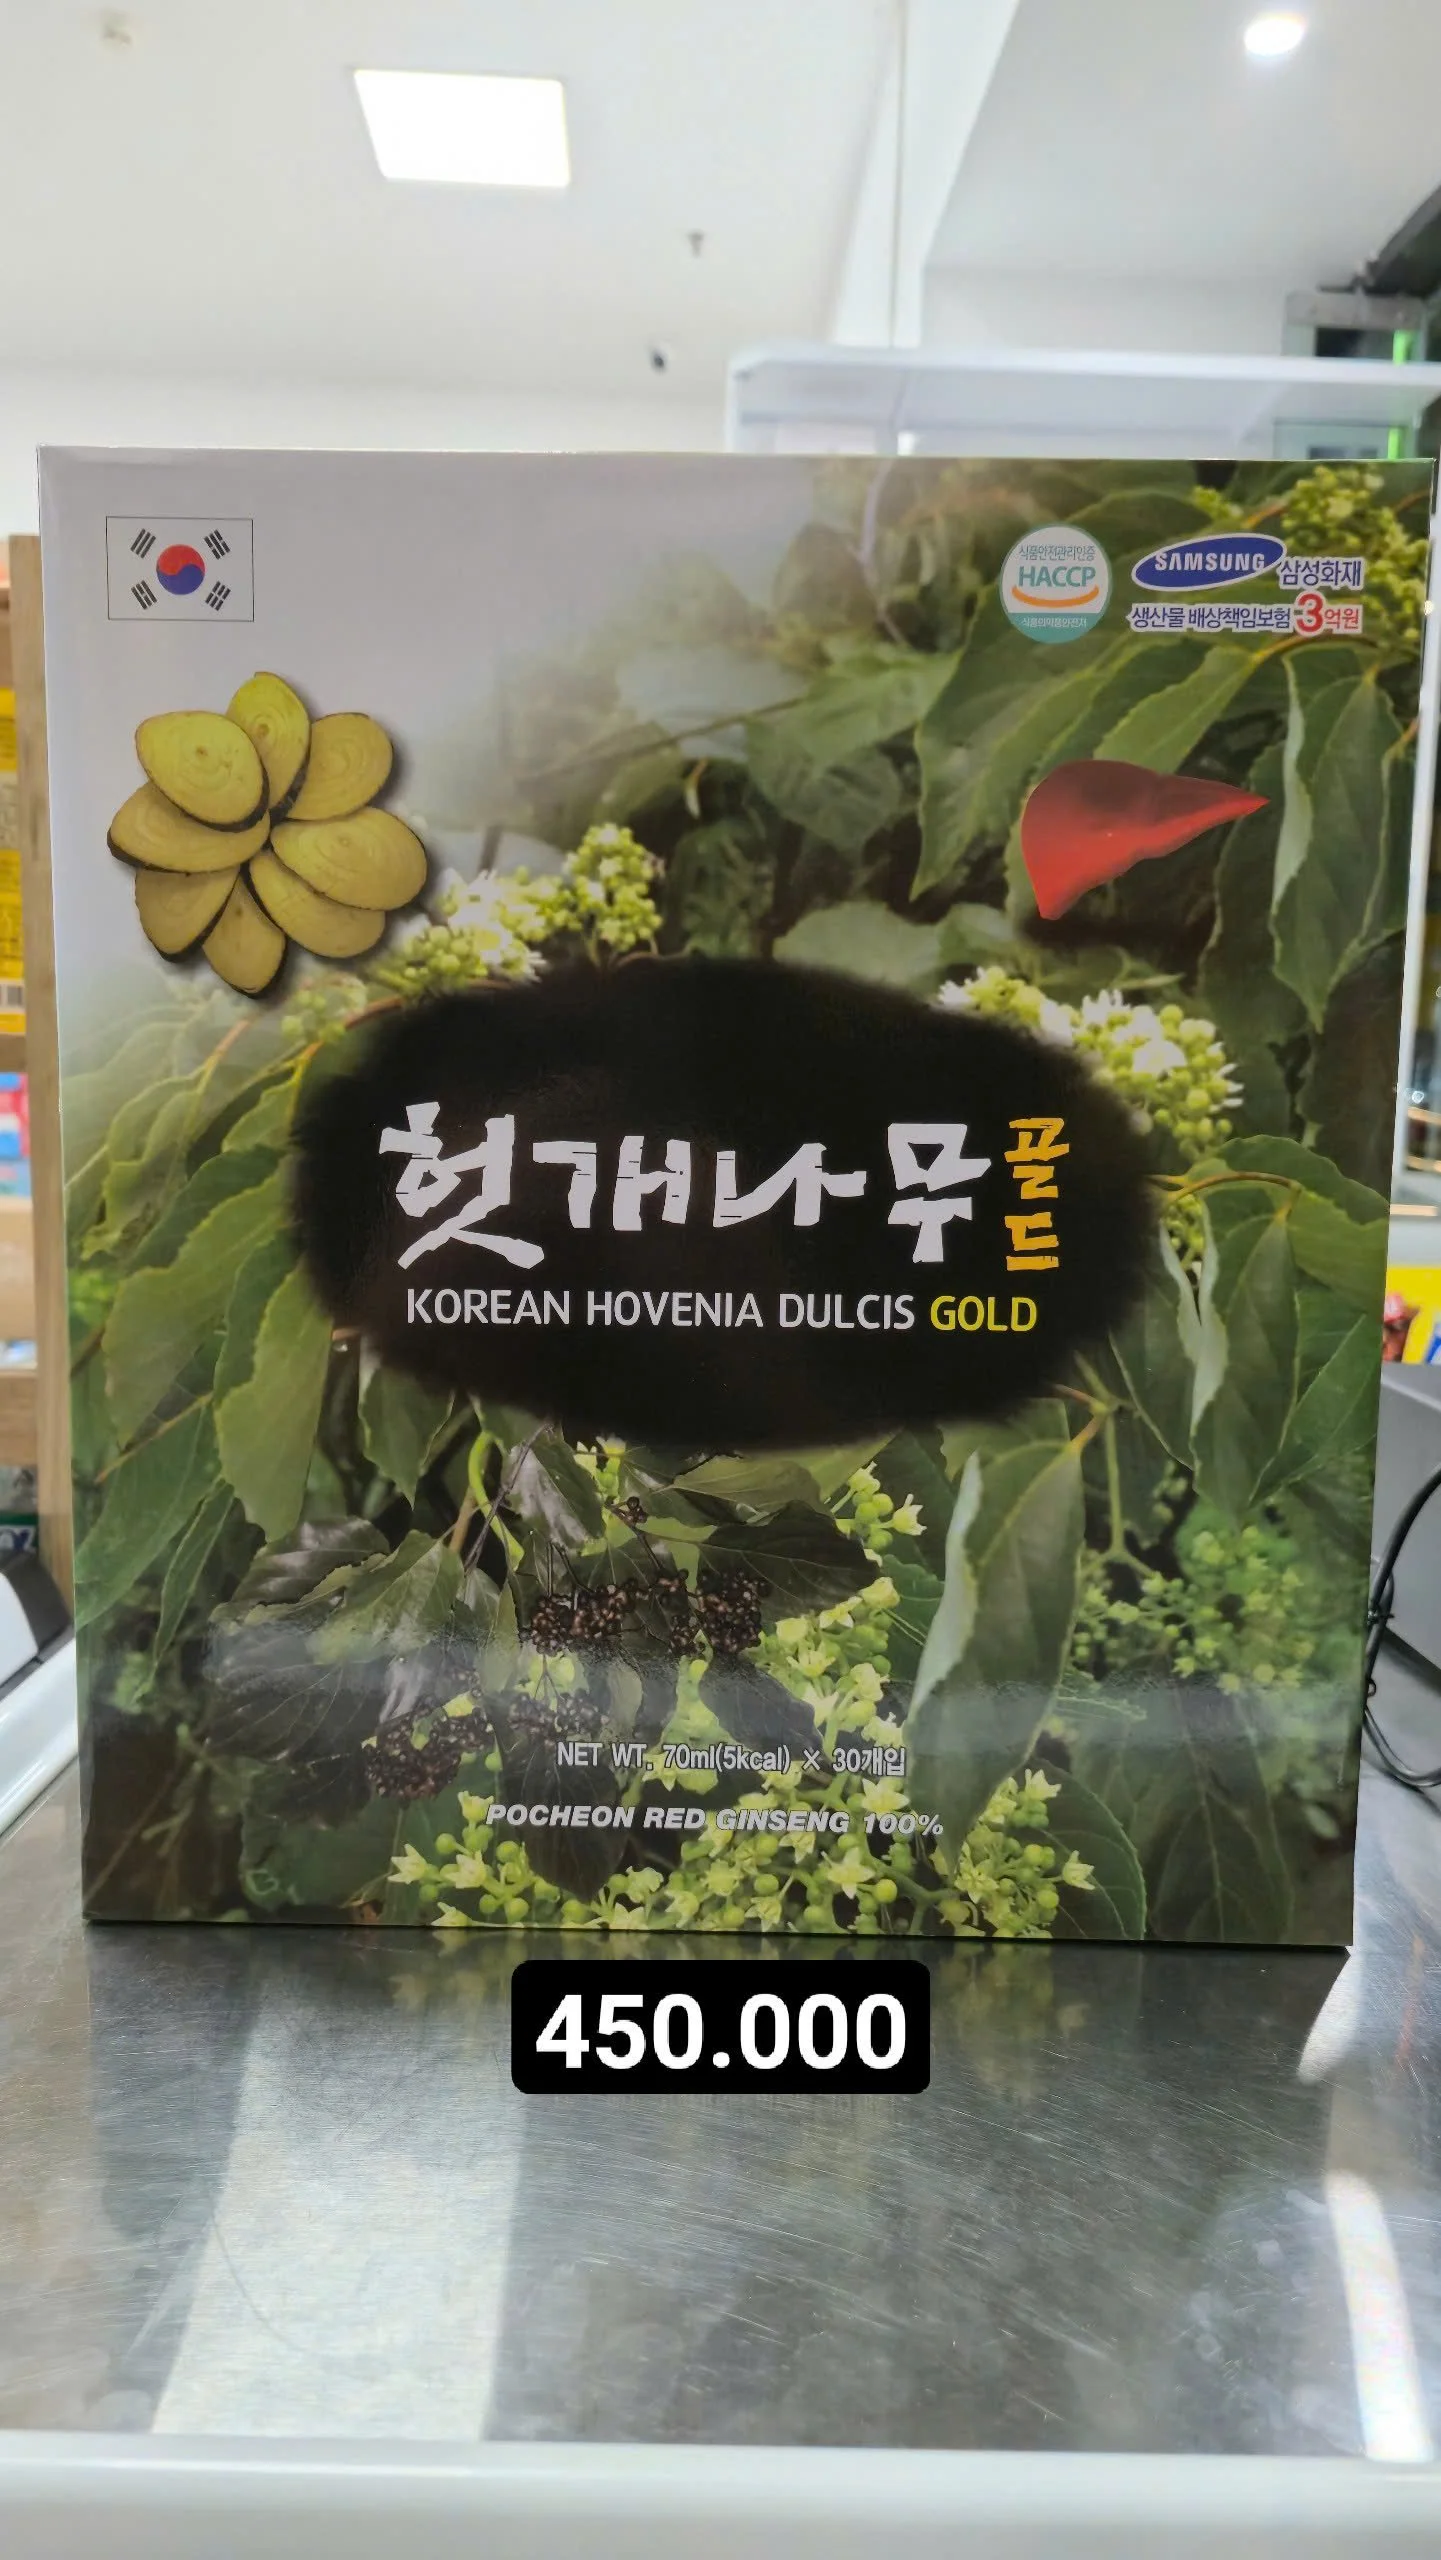 식품안전관리인증
HACCP
식품의약품안전처
SAMSUNG 삼성화재
생산물 배상책임보험 3억원
헛개나무 골드
KOREAN HOVENIA DULCIS GOLD
NET WT. 70ml(5kcal) × 30개입
POCHEON RED GINSENG 100%
450.000